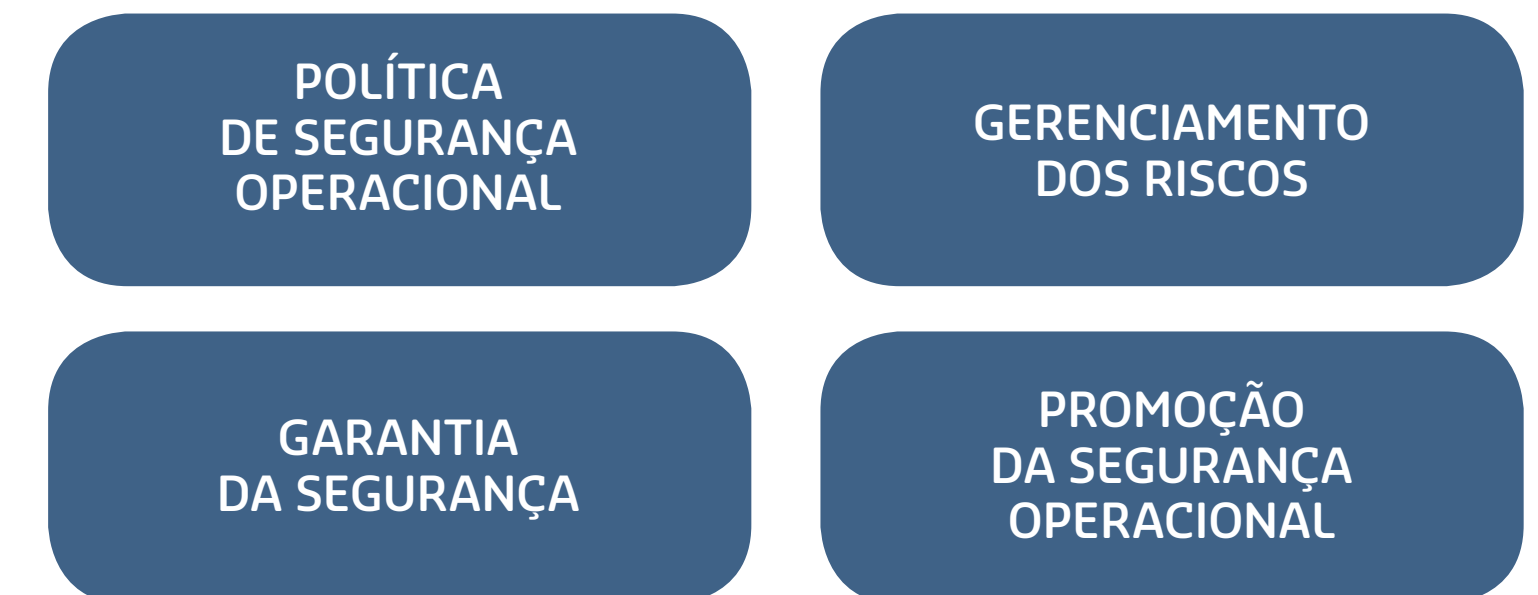 POLÍTICA
DE SEGURANÇA
OPERACIONAL
GERENCIAMENTO
DOS RISCOS
GARANTIA
DA SEGURANÇA
PROMOÇÃO
DA SEGURANÇA
OPERACIONAL